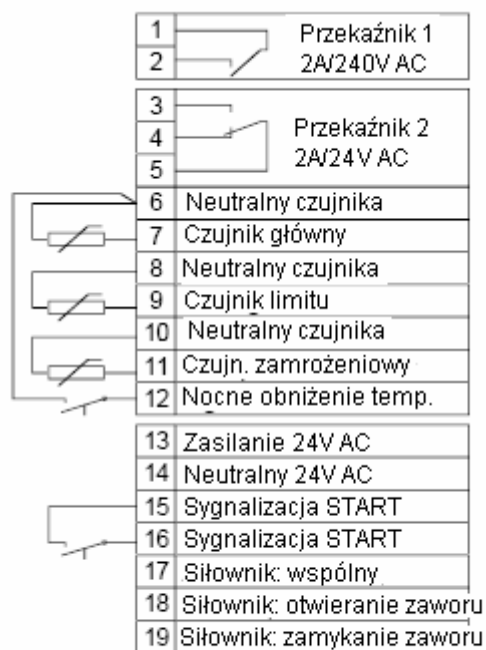 1
Przekaźnik 1
2
2A/240V AC
3
4
Przekaźnik 2
2A/24V AC
5
6 Neutralny czujnika
7 Czujnik główny
8 Neutralny czujnika
9 Czujnik limitu
10 Neutralny czujnika
11 Czujn. zamrożeniowy
12 Nocne obniżenie temp.
13 Zasilanie 24V AC
14 Neutralny 24V AC
15 Sygnalizacja START
16 Sygnalizacja START
17 Siłownik: wspólny
18 Siłownik: otwieranie zaworu
19 Siłownik: zamykanie zaworu